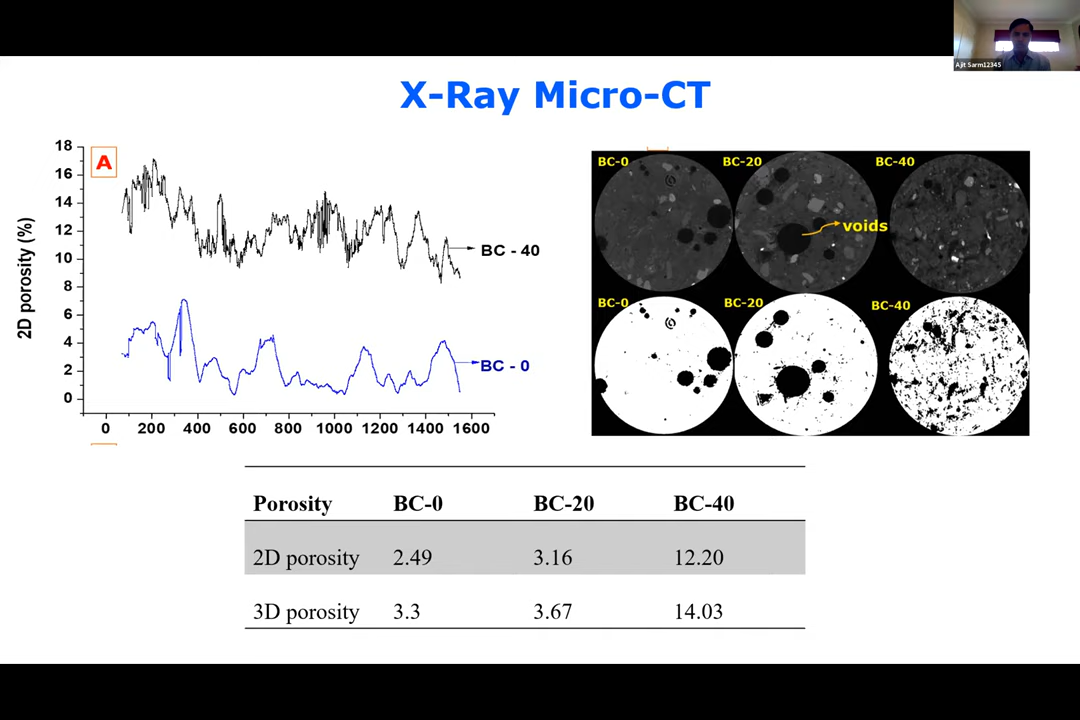 Ajit Sarm12345
X-Ray Micro-CT
A
18
16
14
12
10
8
6
4
2
0
2D porosity (%)
BC - 40
BC - 0
0 200 400 600 800 1000 1200 1400 1600
BC-0 BC-20 BC-40
voids
BC-0 BC-20 BC-40
Porosity BC-0 BC-20 BC-40
2D porosity 2.49 3.16 12.20
3D porosity 3.3 3.67 14.03